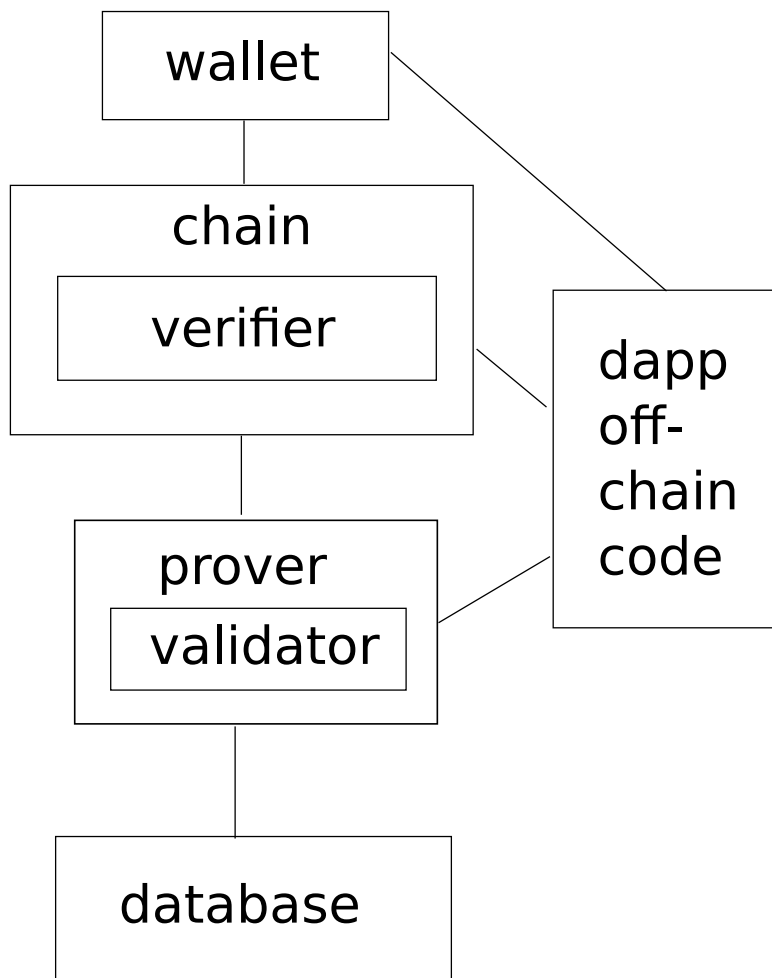 wallet
chain
verifier
dapp
off-
chain
code
prover
validator
database